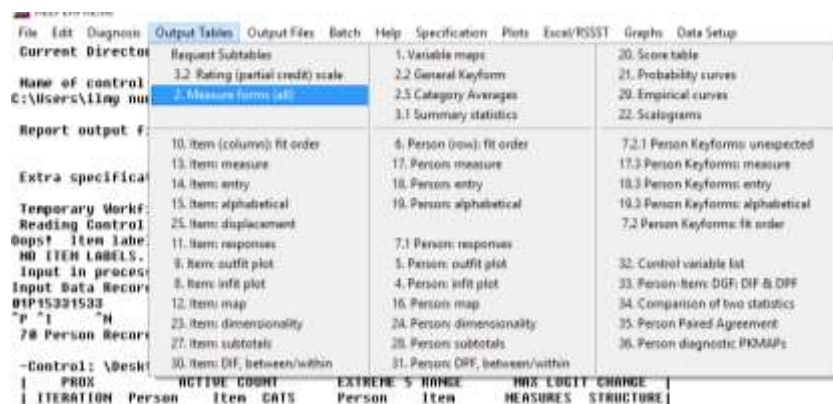 File Edit Diagnosis Output Tables Output Files Batch Help Specification Plots Excel/RSSST Graphs Data Setup
Current Directo
Name of control
C:\Users\ilmy nu
Report output f
Extra specifica
Temporary Workf
Reading Control
Oops! Item labe
NO ITEM LABELS.
Input in proces
Input Data Recor
01P15331533
^P ^I ^N
70 Person Recor
-Control: \Desk
Request Subtables
3.2 Rating (partial credit) scale
2. Measure forms (all)
10. Item (column): fit order
13. Item: measure
14. Item: entry
15. Item: alphabetical
25. Item: displacement
11. Item: responses
9. Item: outfit plot
8. Item: infit plot
12. Item: map
23. Item: dimensionality
27. Item: subtotals
30. Item: DIF, between/within
1. Variable maps
2.2 General Keyform
2.5 Category Averages
3.1 Summary statistics
6. Person (row): fit order
17. Person: measure
18. Person: entry
19. Person: alphabetical
7.1 Person: responses
5. Person: outfit plot
4. Person: infit plot
16. Person: map
24. Person: dimensionality
28. Person: subtotals
31. Person: DPF, between/within
20. Score table
21. Probability curves
29. Empirical curves
22. Scalograms
7.2.1 Person Keyforms: unexpected
17.3 Person Keyforms: measure
18.3 Person Keyforms: entry
19.3 Person Keyforms: alphabetical
7.2 Person Keyforms: fit order
32. Control variable list
33. Person-Item: DGF: DIF & DPF
34. Comparison of two statistics
35. Person Paired Agreement
36. Person diagnostic PKMAPs
| PROX ACTIVE COUNT EXTREME 5 RANGE MAX LOGIT CHANGE |
| ITERATION Person Item CATS Person Item MEASURES STRUCTURE|